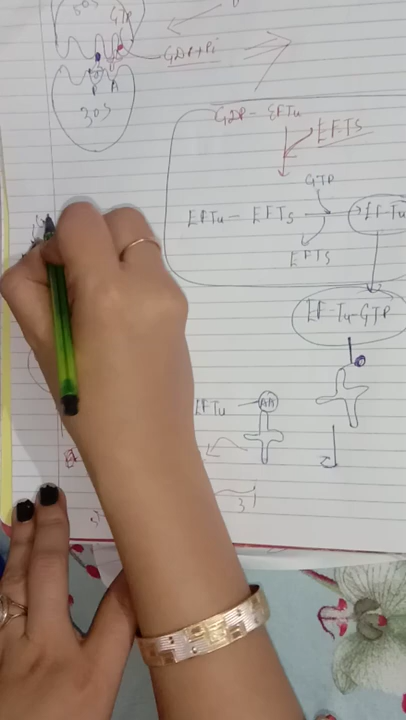 50S
GTP
GDP+Pi
P A
30S
GDP - EFTu
EFTS
GTP
EFTu - EFTS → EF-Tu
EFTS
EF-Tu-GTP
EFTu
AA
3'